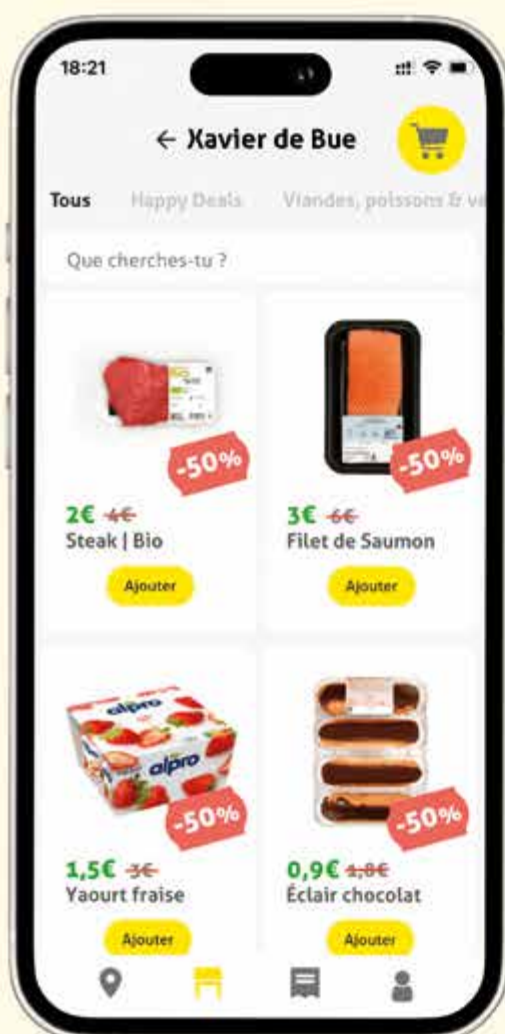 18:21
← Xavier de Bue
Tous Happy Deals Viandes, poissons & vé
Que cherches-tu ?
-50%
-50%
2€ 4€
3€ 6€
Steak | Bio
Filet de Saumon
Ajouter
Ajouter
alpro
alpro
-50%
-50%
1,5€ 3€
0,9€ 1,8€
Yaourt fraise
Éclair chocolat
Ajouter
Ajouter